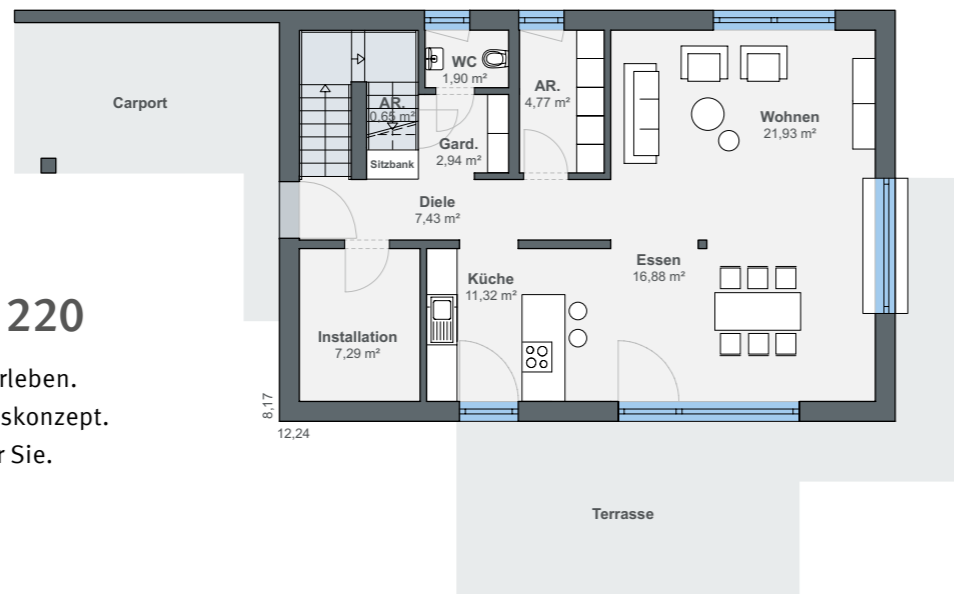 Carport
WC
1,90 m²
AR.
0,65 m²
AR.
4,77 m²
Wohnen
21,93 m²
Gard.
2,94 m²
Sitzbank
Diele
7,43 m²
Küche
11,32 m²
Essen
16,88 m²
Installation
7,29 m²
220
rleben.
skonzept.
r Sie.
8,17
12,24
Terrasse